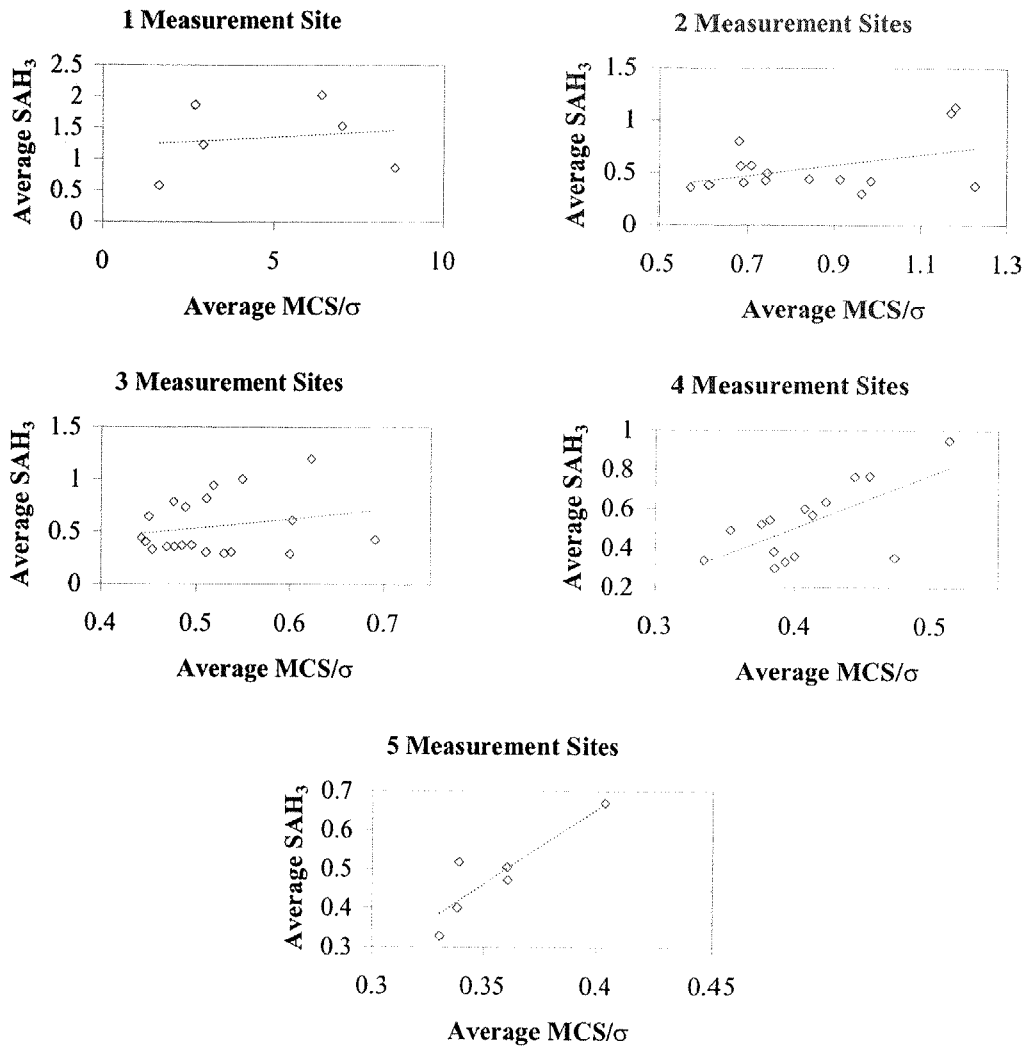 1 Measurement Site
Average SAH₃
2.5
2
1.5
1
0.5
0
0
5
10
Average MCS/σ
2 Measurement Sites
Average SAH₃
1.5
1
0.5
0
0.5
0.7
0.9
1.1
1.3
Average MCS/σ
3 Measurement Sites
Average SAH₃
1.5
1
0.5
0
0.4
0.5
0.6
0.7
Average MCS/σ
4 Measurement Sites
Average SAH₃
1
0.8
0.6
0.4
0.2
0.3
0.4
0.5
Average MCS/σ
5 Measurement Sites
Average SAH₃
0.7
0.6
0.5
0.4
0.3
0.3
0.35
0.4
0.45
Average MCS/σ